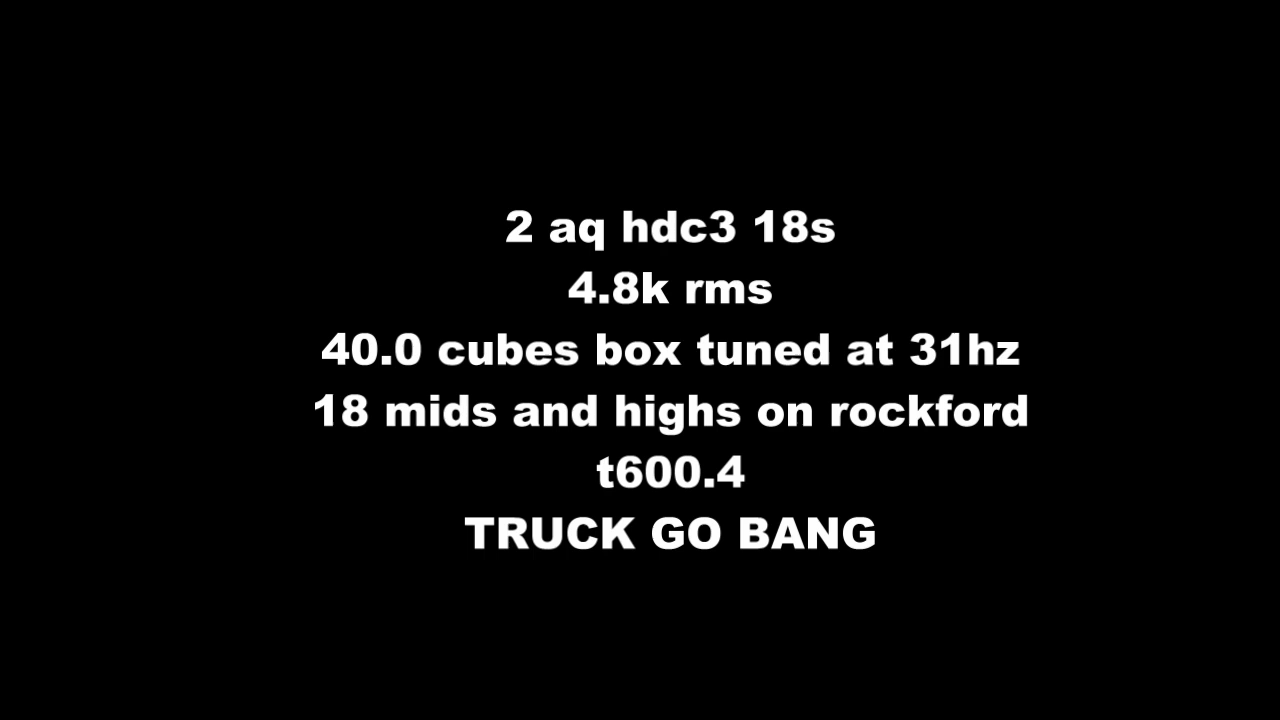 2 aq hdc3 18s
4.8k rms
40.0 cubes box tuned at 31hz
18 mids and highs on rockford
t600.4
TRUCK GO BANG